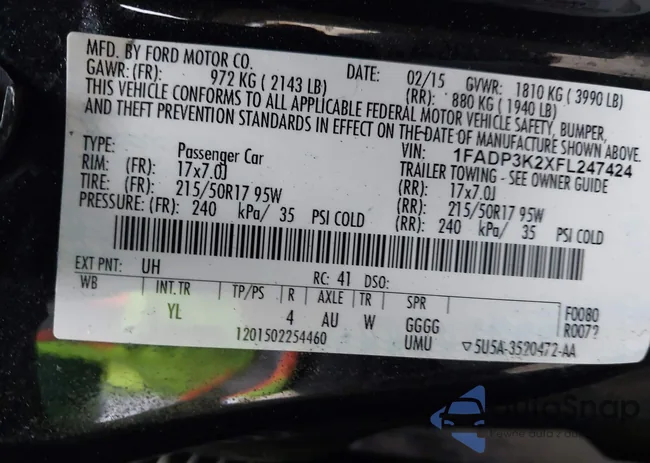 MFD. BY FORD MOTOR CO. DATE: 02/15 GVWR: 1810 KG ( 3990 LB)
GAWR: (FR): 972 KG ( 2143 LB) (RR): 880 KG ( 1940 LB)
THIS VEHICLE CONFORMS TO ALL APPLICABLE FEDERAL MOTOR VEHICLE SAFETY, BUMPER,
AND THEFT PREVENTION STANDARDS IN EFFECT ON THE DATE OF MANUFACTURE SHOWN ABOVE.
VIN: 1FADP3K2XFL247424
TYPE: Passenger Car TRAILER TOWING - SEE OWNER GUIDE
RIM: (FR): 17x7.0J (RR): 17x7.0J
TIRE: (FR): 215/50R17 95W (RR): 215/50R17 95W
PRESSURE: (FR): 240 kPa/ 35 PSI COLD (RR): 240 kPa/ 35 PSI COLD
EXT PNT: UH RC: 41 DSO:
WB INT.TR TP/PS R AXLE TR SPR F0080
YL 4 AU W GGGG R0072
1201502254460 UMU ▽5U5A-3520472-AA
AutoSnap